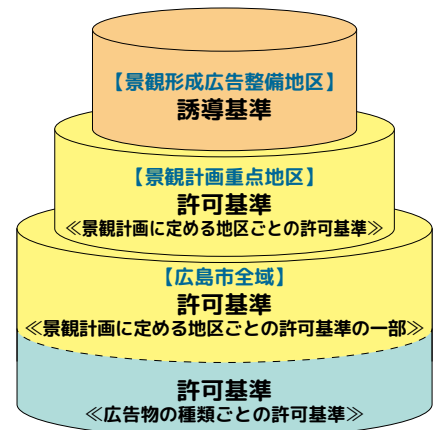 【景観形成広告整備地区】
誘導基準
【景観計画重点地区】
許可基準
≪景観計画に定める地区ごとの許可基準≫
【広島市全域】
許可基準
≪景観計画に定める地区ごとの許可基準の一部≫
許可基準
≪広告物の種類ごとの許可基準≫